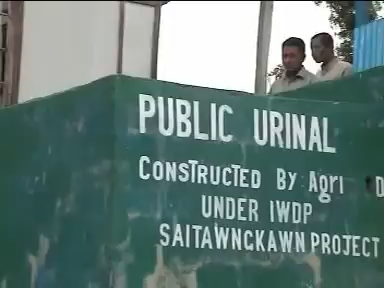 PUBLIC URINAL
CONSTRUCTED BY Agri D
UNDER IWDP
SAITAWNGKAWN PROJECT